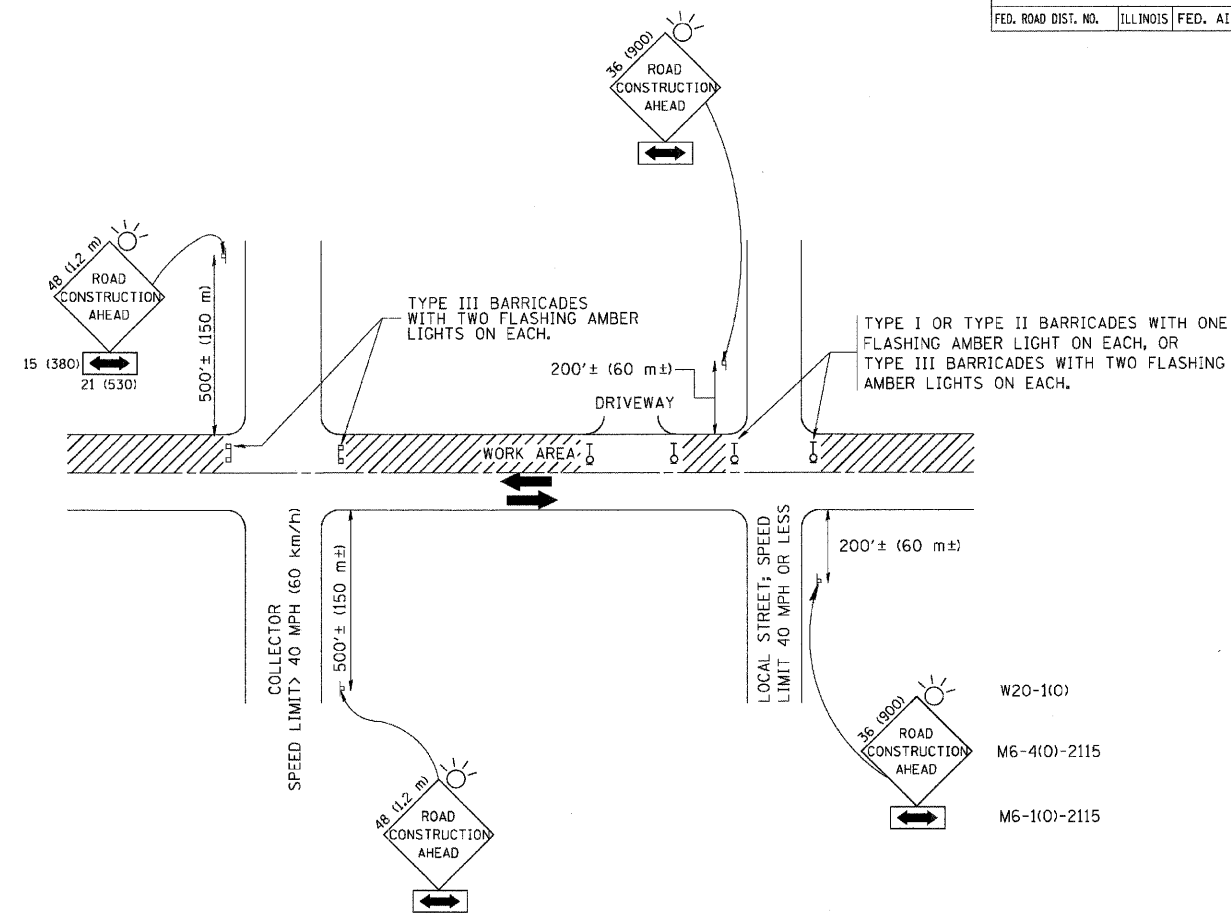 FED. ROAD DIST. NO. ILLINOIS FED. AI
36 (900)
ROAD
CONSTRUCTION
AHEAD
48 (1.2 m)
ROAD
CONSTRUCTION
AHEAD
15 (380)
21 (530)
500'± (150 m)
TYPE III BARRICADES
WITH TWO FLASHING AMBER
LIGHTS ON EACH.
200'± (60 m±)
DRIVEWAY
TYPE I OR TYPE II BARRICADES WITH ONE
FLASHING AMBER LIGHT ON EACH, OR
TYPE III BARRICADES WITH TWO FLASHING
AMBER LIGHTS ON EACH.
WORK AREA
COLLECTOR
SPEED LIMIT> 40 MPH (60 km/h)
500'± (150 m±)
LOCAL STREET; SPEED
LIMIT 40 MPH OR LESS
200'± (60 m±)
48 (1.2 m)
ROAD
CONSTRUCTION
AHEAD
36 (900)
ROAD
CONSTRUCTION
AHEAD
W20-1(O)
M6-4(O)-2115
M6-1(O)-2115